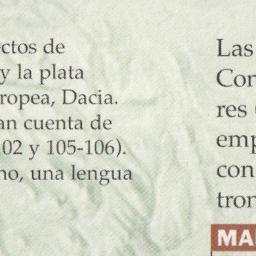 ectos de
y la plata
ropea, Dacia.
an cuenta de
02 y 105-106).
no, una lengua
Las
Con
res
emp
con
tron
MA